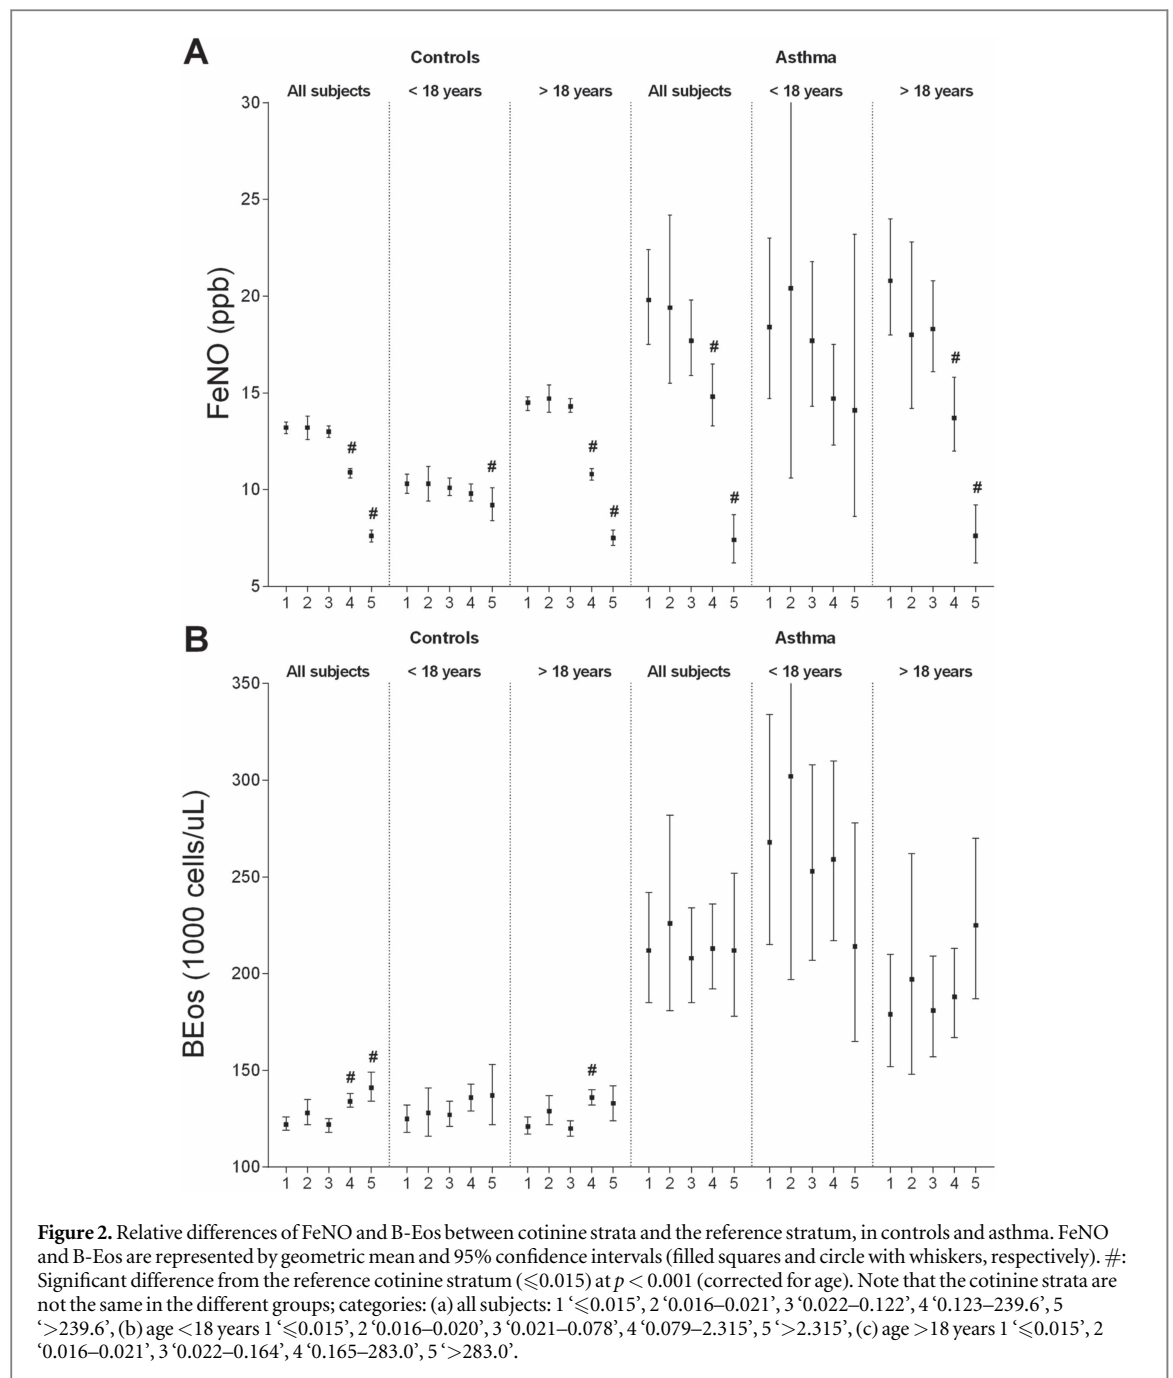 A
Controls
Asthma
All subjects
< 18 years
> 18 years
All subjects
< 18 years
> 18 years
30
25
20
15
10
5
FeNO (ppb)
#
#
#
#
#
#
#
#
#
1 2 3 4 5 1 2 3 4 5 1 2 3 4 5 1 2 3 4 5 1 2 3 4 5 1 2 3 4 5
B
Controls
Asthma
All subjects
< 18 years
> 18 years
All subjects
< 18 years
> 18 years
350
300
250
200
150
100
BEos (1000 cells/uL)
#
#
#
1 2 3 4 5 1 2 3 4 5 1 2 3 4 5 1 2 3 4 5 1 2 3 4 5 1 2 3 4 5
Figure 2. Relative differences of FeNO and B-Eos between cotinine strata and the reference stratum, in controls and asthma. FeNO
and B-Eos are represented by geometric mean and 95% confidence intervals (filled squares and circle with whiskers, respectively). #:
Significant difference from the reference cotinine stratum (⩽0.015) at p < 0.001 (corrected for age). Note that the cotinine strata are
not the same in the different groups; categories: (a) all subjects: 1 ‘⩽0.015’, 2 ‘0.016–0.021’, 3 ‘0.022–0.122’, 4 ‘0.123–239.6’, 5
‘>239.6’, (b) age <18 years 1 ‘⩽0.015’, 2 ‘0.016–0.020’, 3 ‘0.021–0.078’, 4 ‘0.079–2.315’, 5 ‘>2.315’, (c) age >18 years 1 ‘⩽0.015’, 2
‘0.016–0.021’, 3 ‘0.022–0.164’, 4 ‘0.165–283.0’, 5 ‘>283.0’.